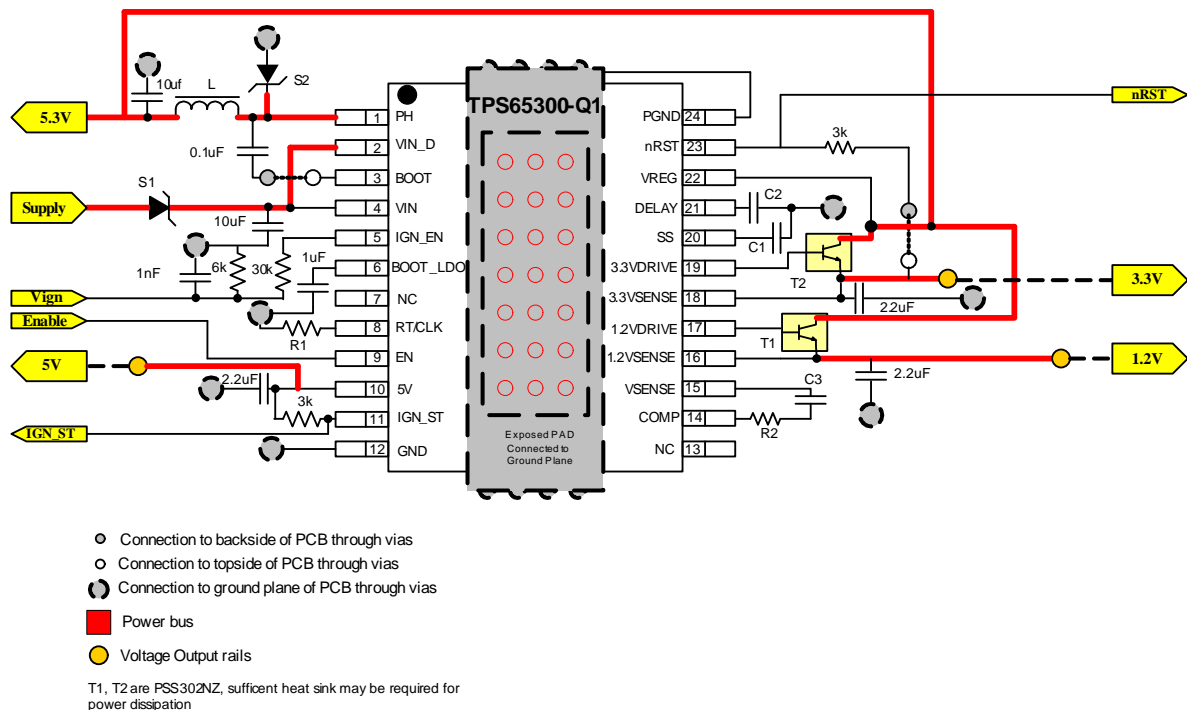 10uf
L
S2
5.3V
0.1uF
S1
Supply
10uF
1nF
6k
30k
1uF
Vign
Enable
R1
5V
2.2uF
3k
IGN_ST
TPS65300-Q1
1 PH
2 VIN_D
3 BOOT
4 VIN
5 IGN_EN
6 BOOT_LDO
7 NC
8 RT/CLK
9 EN
10 5V
11 IGN_ST
12 GND
Exposed PAD
Connected to
Ground Plane
PGND 24
nRST 23
VREG 22
DELAY 21
SS 20
3.3VDRIVE 19
3.3VSENSE 18
1.2VDRIVE 17
1.2VSENSE 16
VSENSE 15
COMP 14
NC 13
nRST
3k
C2
C1
T2
3.3V
2.2uF
T1
1.2V
2.2uF
C3
R2
Connection to backside of PCB through vias
Connection to topside of PCB through vias
Connection to ground plane of PCB through vias
Power bus
Voltage Output rails
T1, T2 are PSS302NZ, sufficent heat sink may be required for
power dissipation